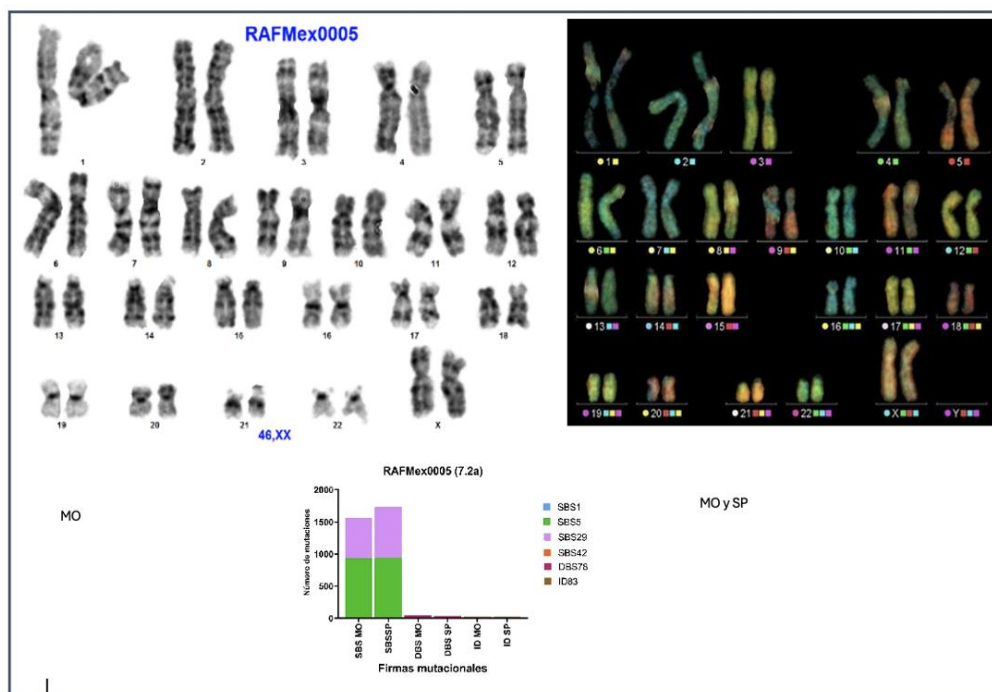 RAFMex0005
1 2 3 4 5
6 7 8 9 10 11 12
13 14 15 16 17 18
19 20 21 22 X
46,XX
1 2 3 4 5
6 7 8 9 10 11 12
13 14 15 16 17 18
19 20 21 22 X Y
MO
MO y SP
RAFMex0005 (7.2a)
Número de mutaciones
2000
1500
1000
500
0
SBS MO
SBSSP
DBS MO
DBS SP
ID MO
ID SP
Firmas mutacionales
SBS1
SBS5
SBS29
SBS42
DBS78
ID83